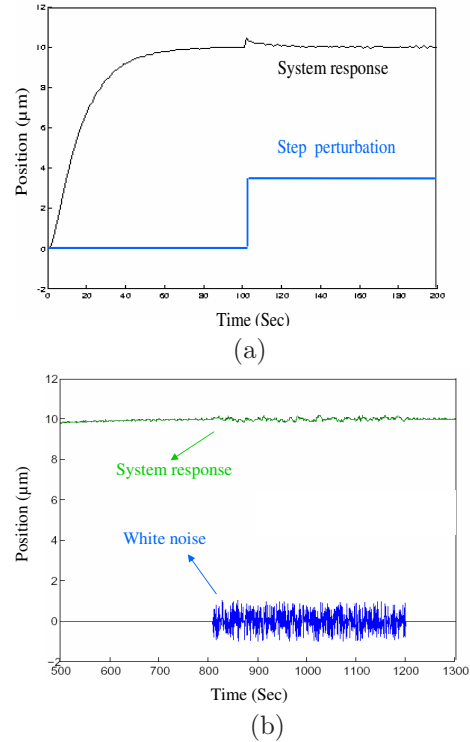 12
10
8
6
4
2
0
-2
Position (µm)
System response
Step perturbation
0 20 40 60 80 100 120 140 160 180 200
Time (Sec)
(a)
12
10
8
6
4
2
0
-2
Position (µm)
System response
White noise
500 600 700 800 900 1000 1100 1200 1300
Time (Sec)
(b)